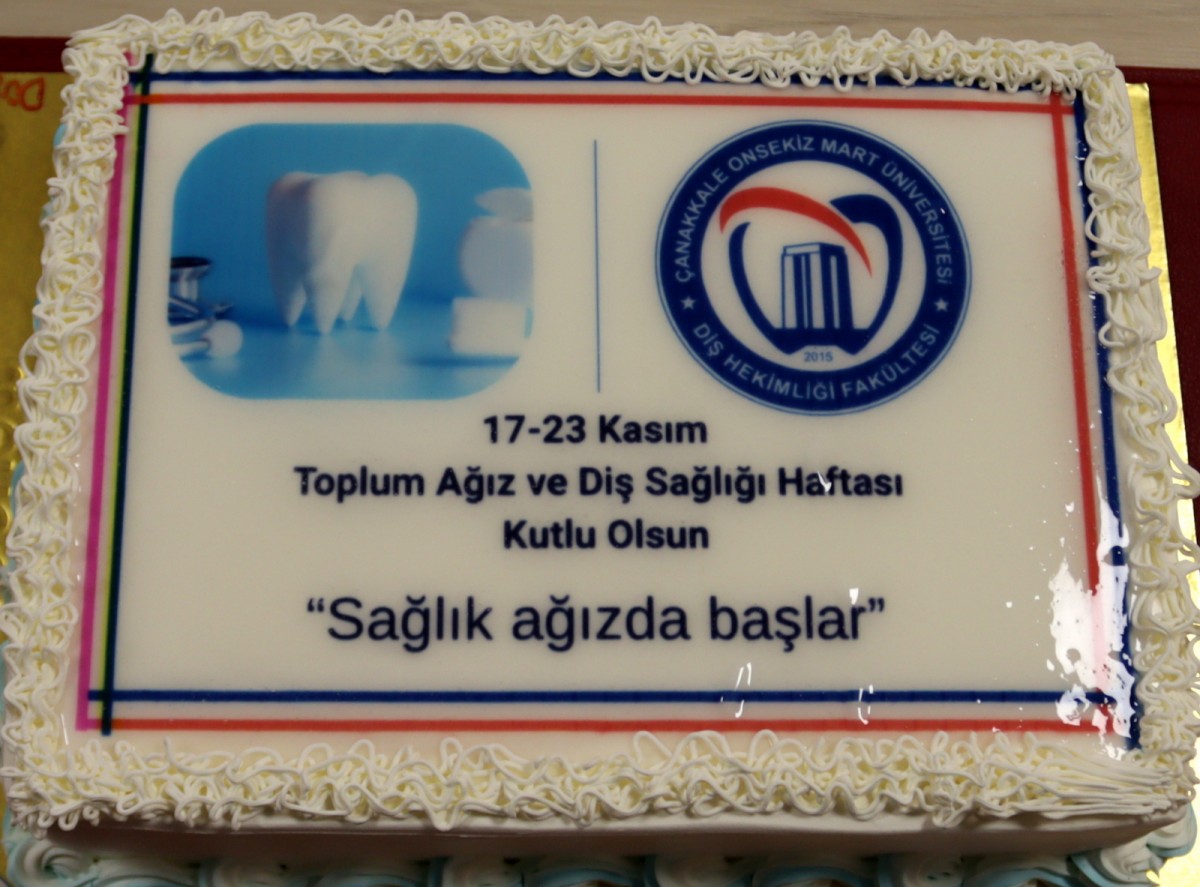 ÇANAKKALE ONSEKİZ MART ÜNİVERSİTESİ
DİŞ HEKİMLİĞİ FAKÜLTESİ
2015
17-23 Kasım
Toplum Ağız ve Diş Sağlığı Haftası
Kutlu Olsun
“Sağlık ağızda başlar”